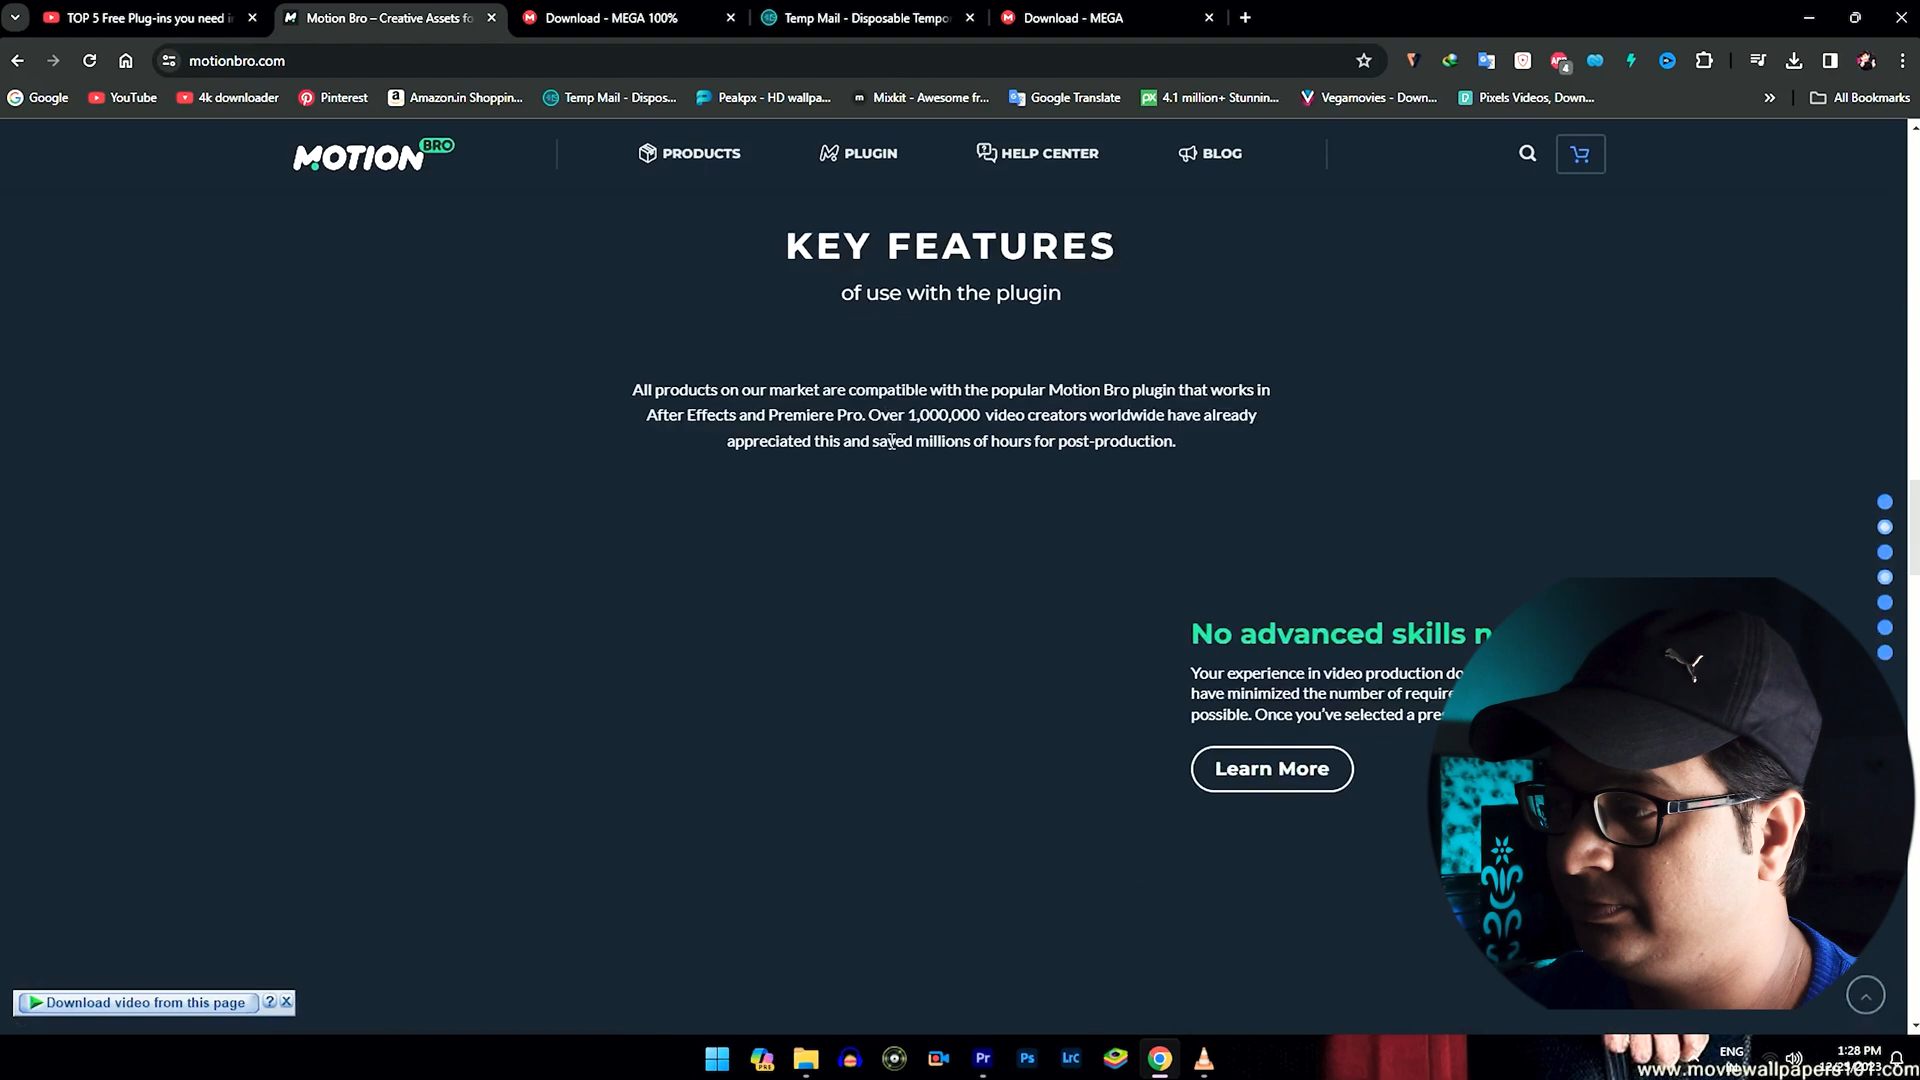 TOP 5 Free Plug-ins you need i
Motion Bro – Creative Assets fo
Download - MEGA 100%
Temp Mail - Disposable Tempor
Download - MEGA
motionbro.com
4
Google
YouTube
4k downloader
Pinterest
Amazon.in Shoppin...
Temp Mail - Dispos...
Peakpx - HD wallpa...
Mixkit - Awesome fr...
Google Translate
4.1 million+ Stunnin...
Vegamovies - Down...
Pixels Videos, Down...
All Bookmarks
MOTION BRO
PRODUCTS
PLUGIN
HELP CENTER
BLOG
KEY FEATURES
of use with the plugin
All products on our market are compatible with the popular Motion Bro plugin that works in
After Effects and Premiere Pro. Over 1,000,000 video creators worldwide have already
appreciated this and saved millions of hours for post-production.
No advanced skills n
Your experience in video production do
have minimized the number of require
possible. Once you've selected a pre
Learn More
Download video from this page
Pr
Ps
Lrc
ENG
1:28 PM